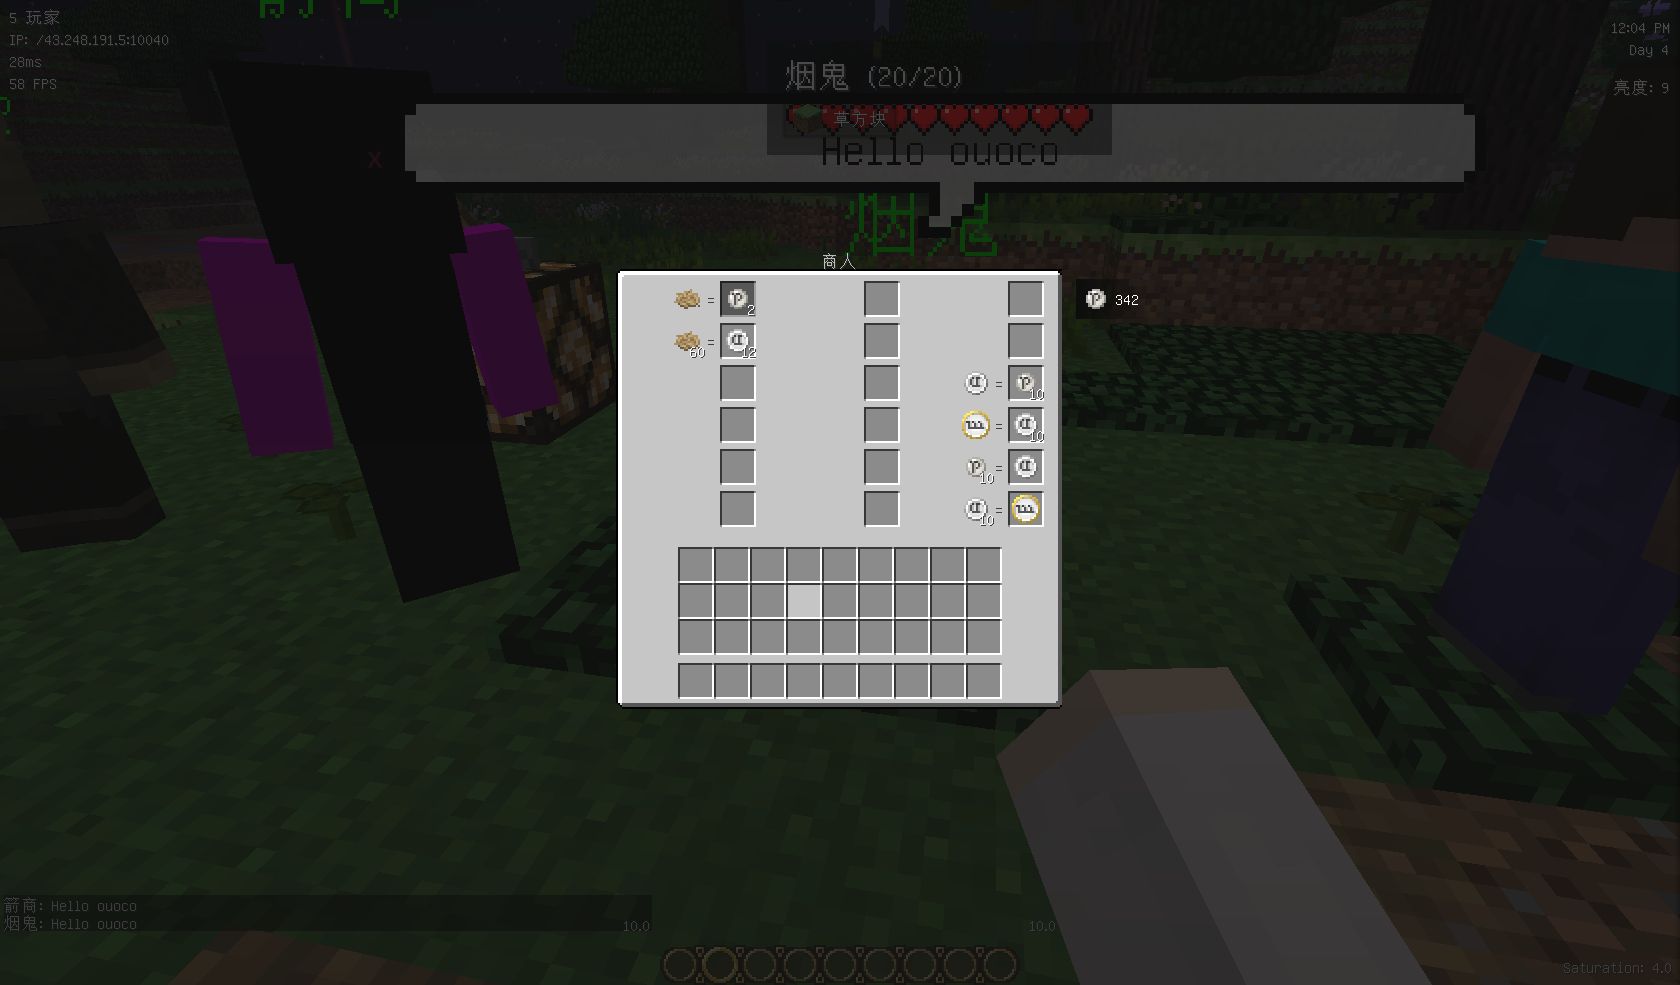 5 玩家
IP: /43.248.191.5:10040
28ms
58 FPS
12:04 PM
Day 4
亮度: 9
烟鬼 (20/20)
草方块
Hello ouoco
烟鬼
商人
= P 2
342
60 = 12
= P 10
= 10
P 10 =
10 =
箭商: Hello ouoco
烟鬼: Hello ouoco
10.0
10.0
Saturation: 4.0